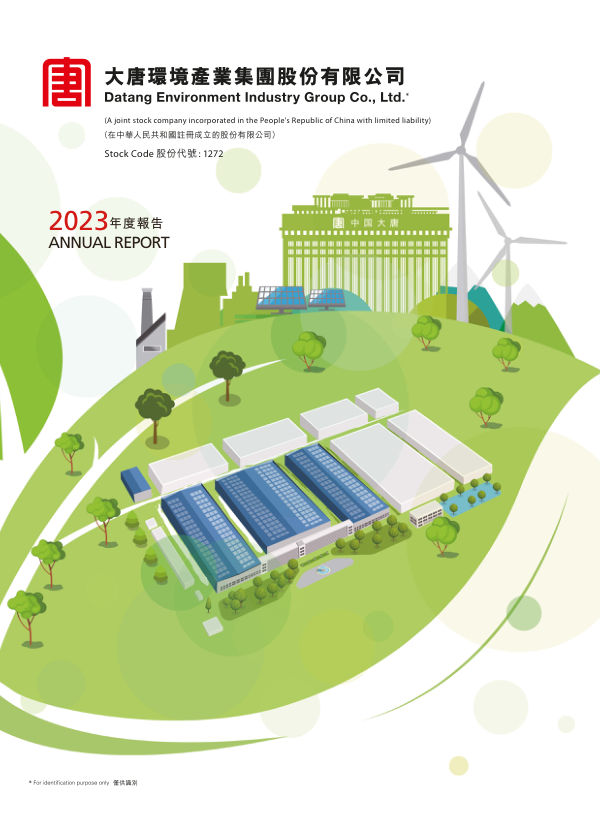 唐
大唐環境產業集團股份有限公司
Datang Environment Industry Group Co., Ltd.*
(A joint stock company incorporated in the People's Republic of China with limited liability)
(在中華人民共和國註冊成立的股份有限公司)
Stock Code 股份代號 : 1272
2023年度報告
ANNUAL REPORT
唐 中国大唐
* For identification purpose only 僅供識別